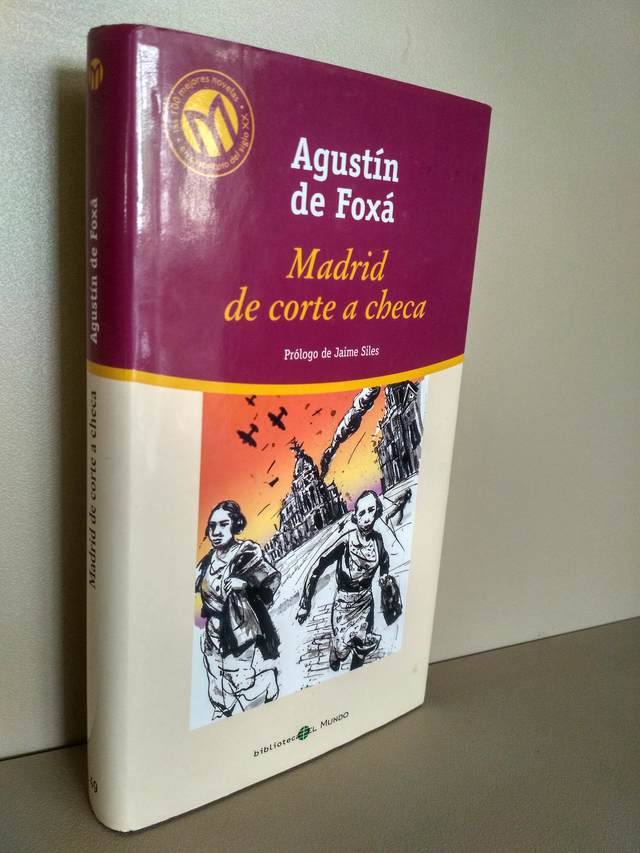 las 100 mejores novelas
en castellano del siglo XX
Agustín
de Foxá
Madrid
de corte a checa
Prólogo de Jaime Siles
biblioteca EL MUNDO
Agustín de Foxá
Madrid de corte a checa